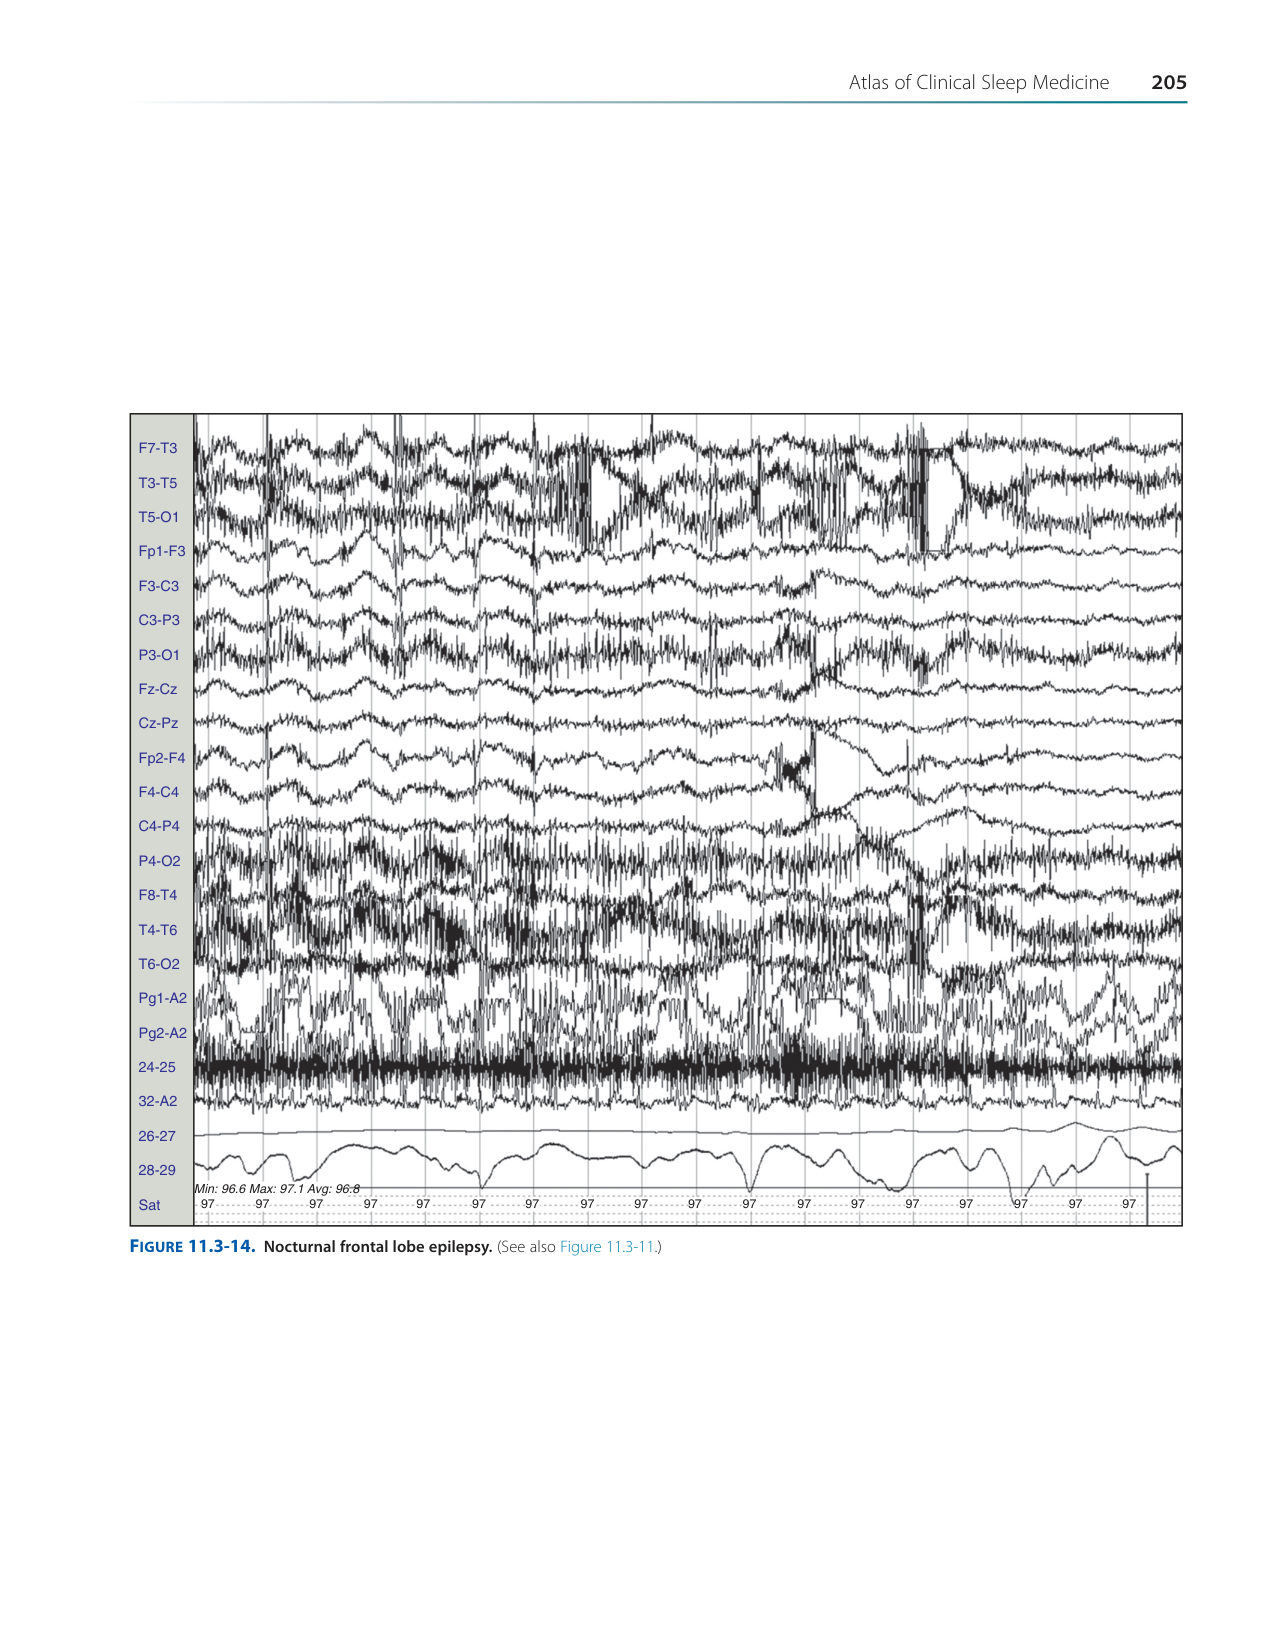 Atlas of Clinical Sleep Medicine 205
F7-T3
T3-T5
T5-O1
Fp1-F3
F3-C3
C3-P3
P3-O1
Fz-Cz
Cz-Pz
Fp2-F4
F4-C4
C4-P4
P4-O2
F8-T4
T4-T6
T6-O2
Pg1-A2
Pg2-A2
24-25
32-A2
26-27
28-29
Min: 96.6 Max: 97.1 Avg: 96.8
Sat 97 97 97 97 97 97 97 97 97 97 97 97 97 97 97 97 97 97
FIGURE 11.3-14. Nocturnal frontal lobe epilepsy. (See also Figure 11.3-11.)